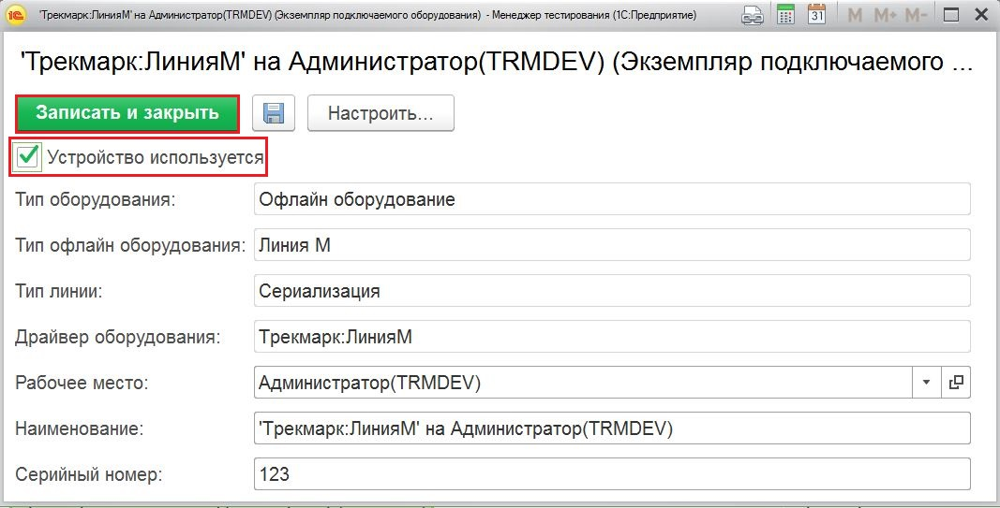 'Трекмарк:ЛинияМ' на Администратор(TRMDEV) (Экземпляр подключаемого оборудования) - Менеджер тестирования (1С:Предприятие)
31 M M+ M-
'Трекмарк:ЛинияМ' на Администратор(TRMDEV) (Экземпляр подключаемого ...
Записать и закрыть Настроить...
Устройство используется
Тип оборудования: Офлайн оборудование
Тип офлайн оборудования: Линия М
Тип линии: Сериализация
Драйвер оборудования: Трекмарк:ЛинияМ
Рабочее место: Администратор(TRMDEV)
Наименование: 'Трекмарк:ЛинияМ' на Администратор(TRMDEV)
Серийный номер: 123